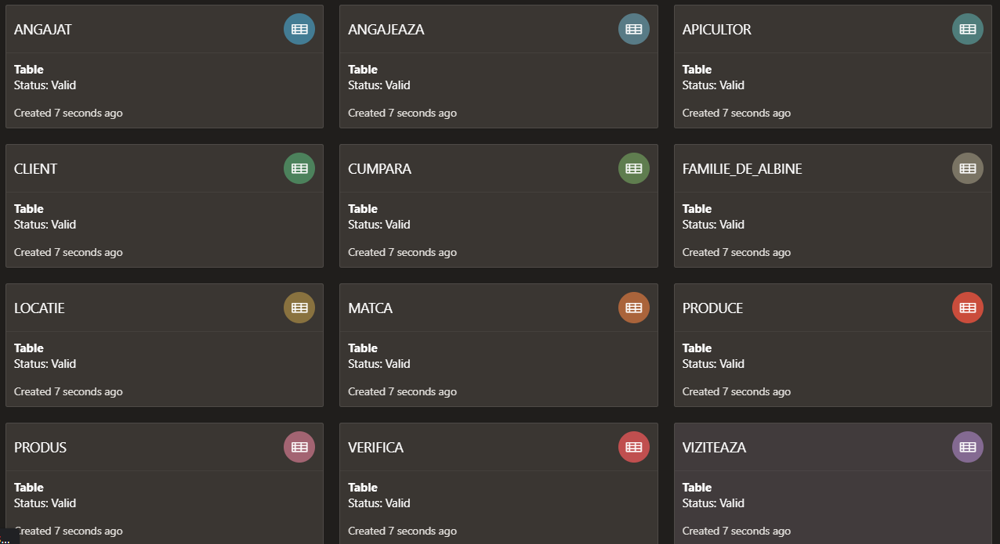 ANGAJAT
Table
Status: Valid
Created 7 seconds ago
ANGAJEAZA
Table
Status: Valid
Created 7 seconds ago
APICULTOR
Table
Status: Valid
Created 7 seconds ago
CLIENT
Table
Status: Valid
Created 7 seconds ago
CUMPARA
Table
Status: Valid
Created 7 seconds ago
FAMILIE_DE_ALBINE
Table
Status: Valid
Created 7 seconds ago
LOCATIE
Table
Status: Valid
Created 7 seconds ago
MATCA
Table
Status: Valid
Created 7 seconds ago
PRODUCE
Table
Status: Valid
Created 7 seconds ago
PRODUS
Table
Status: Valid
Created 7 seconds ago
VERIFICA
Table
Status: Valid
Created 7 seconds ago
VIZITEAZA
Table
Status: Valid
Created 7 seconds ago